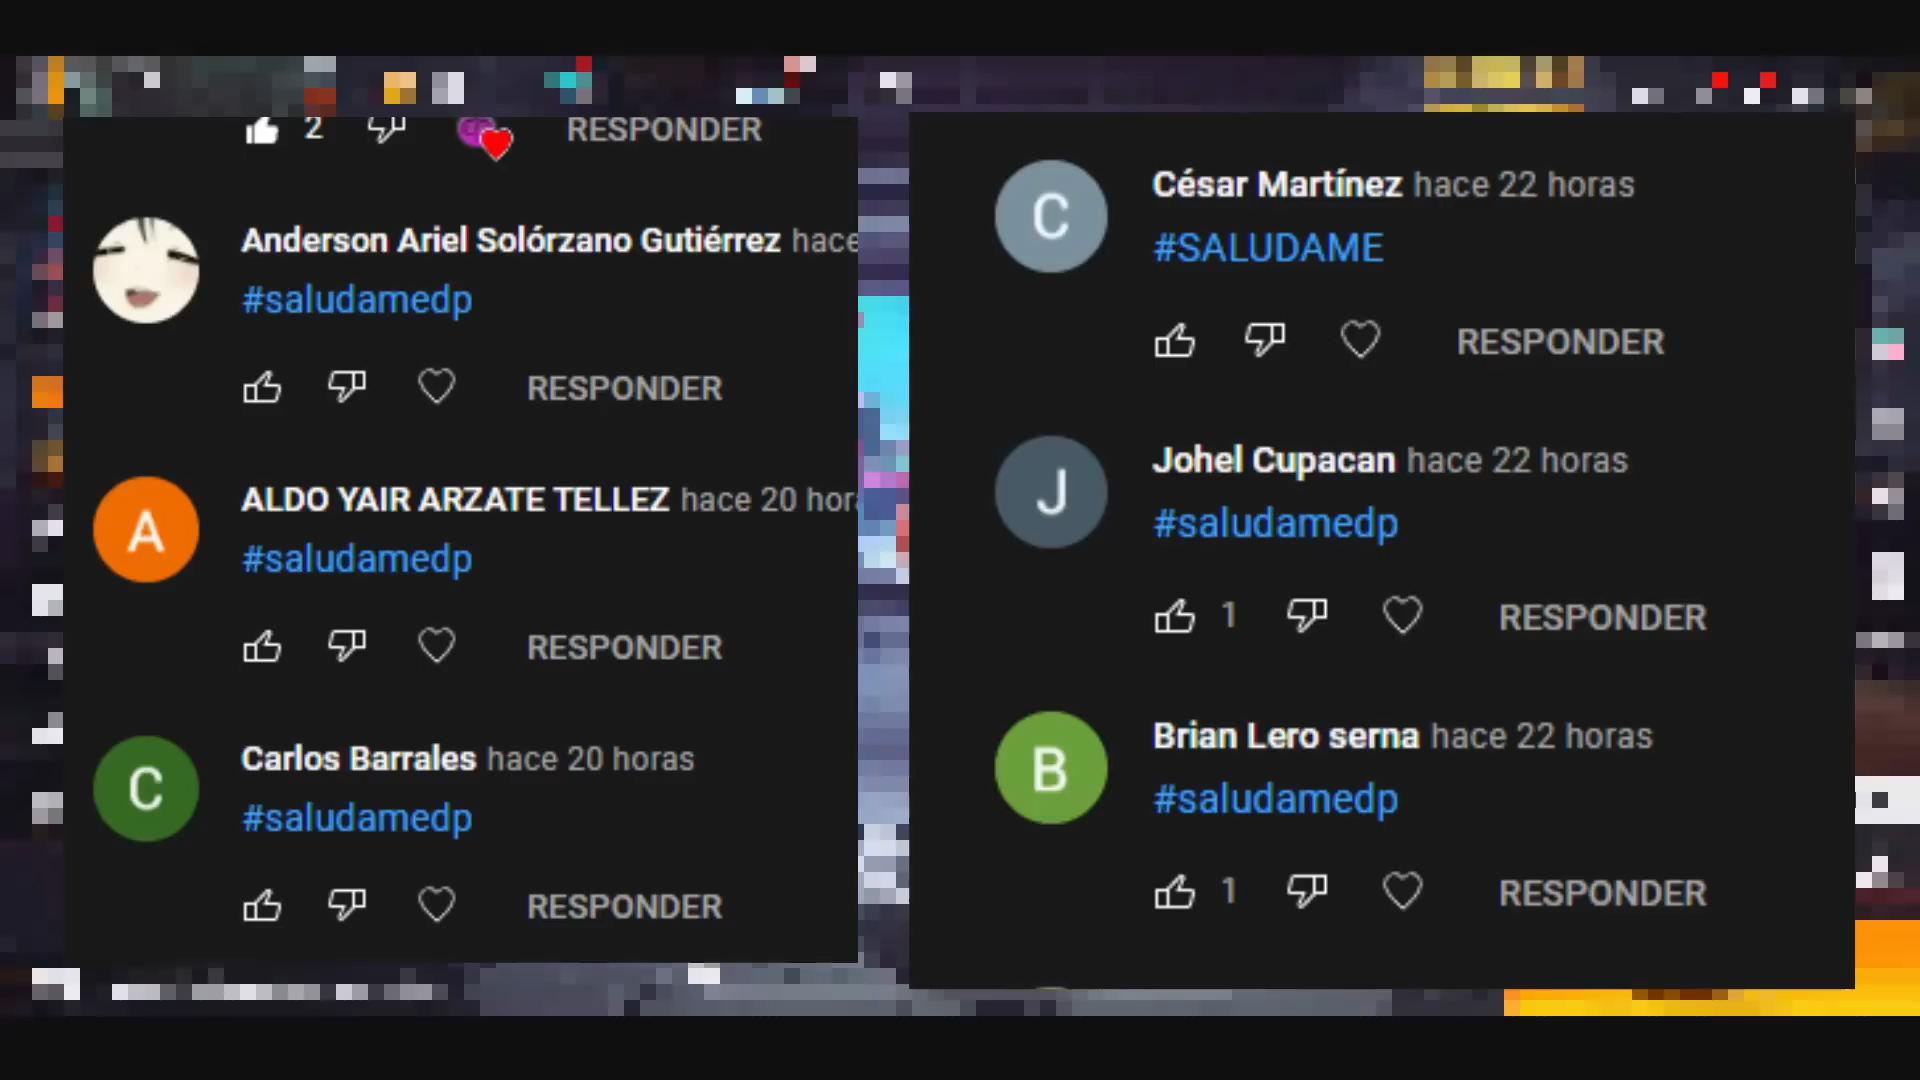 2 RESPONDER
Anderson Ariel Solórzano Gutiérrez hace
#saludamedp
RESPONDER
A
ALDO YAIR ARZATE TELLEZ hace 20 hor
#saludamedp
RESPONDER
C
Carlos Barrales hace 20 horas
#saludamedp
RESPONDER
C
César Martínez hace 22 horas
#SALUDAME
RESPONDER
J
Johel Cupacan hace 22 horas
#saludamedp
1 RESPONDER
B
Brian Lero serna hace 22 horas
#saludamedp
1 RESPONDER